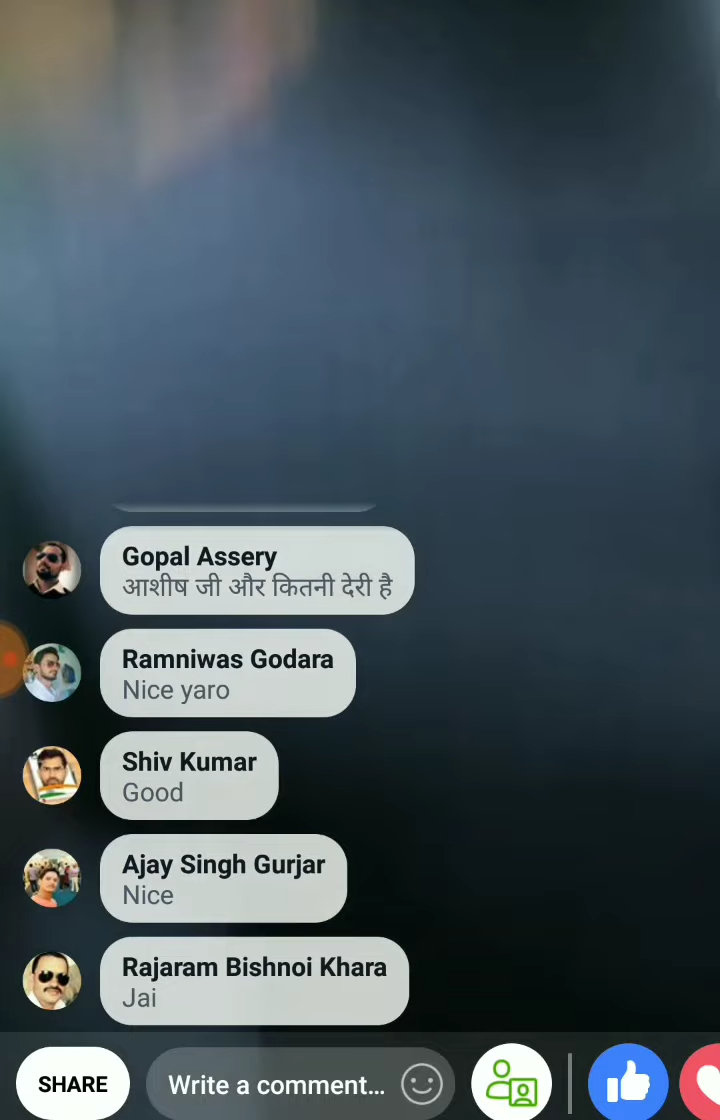 Gopal Assery
आशीष जी और कितनी देरी है
Ramniwas Godara
Nice yaro
Shiv Kumar
Good
Ajay Singh Gurjar
Nice
Rajaram Bishnoi Khara
Jai
SHARE
Write a comment...